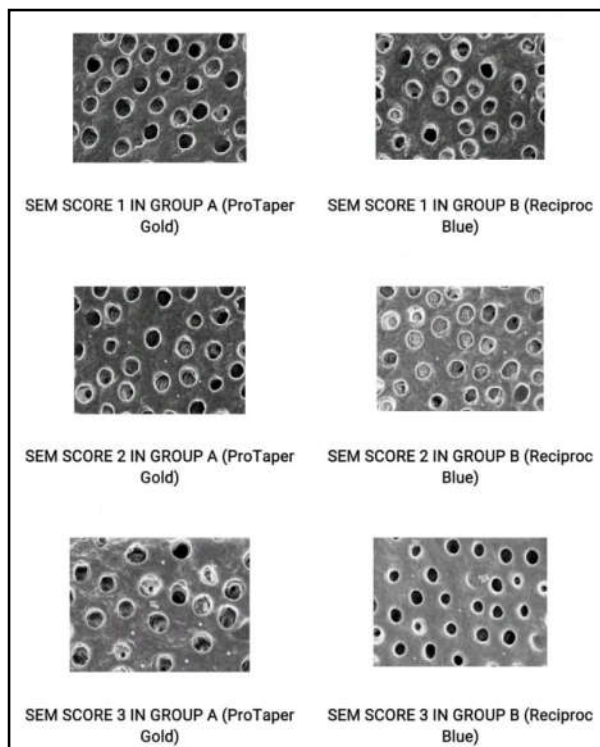 SEM SCORE 1 IN GROUP A (ProTaper
Gold)
SEM SCORE 1 IN GROUP B (Reciproc
Blue)
SEM SCORE 2 IN GROUP A (ProTaper
Gold)
SEM SCORE 2 IN GROUP B (Reciproc
Blue)
SEM SCORE 3 IN GROUP A (ProTaper
Gold)
SEM SCORE 3 IN GROUP B (Reciproc
Blue)